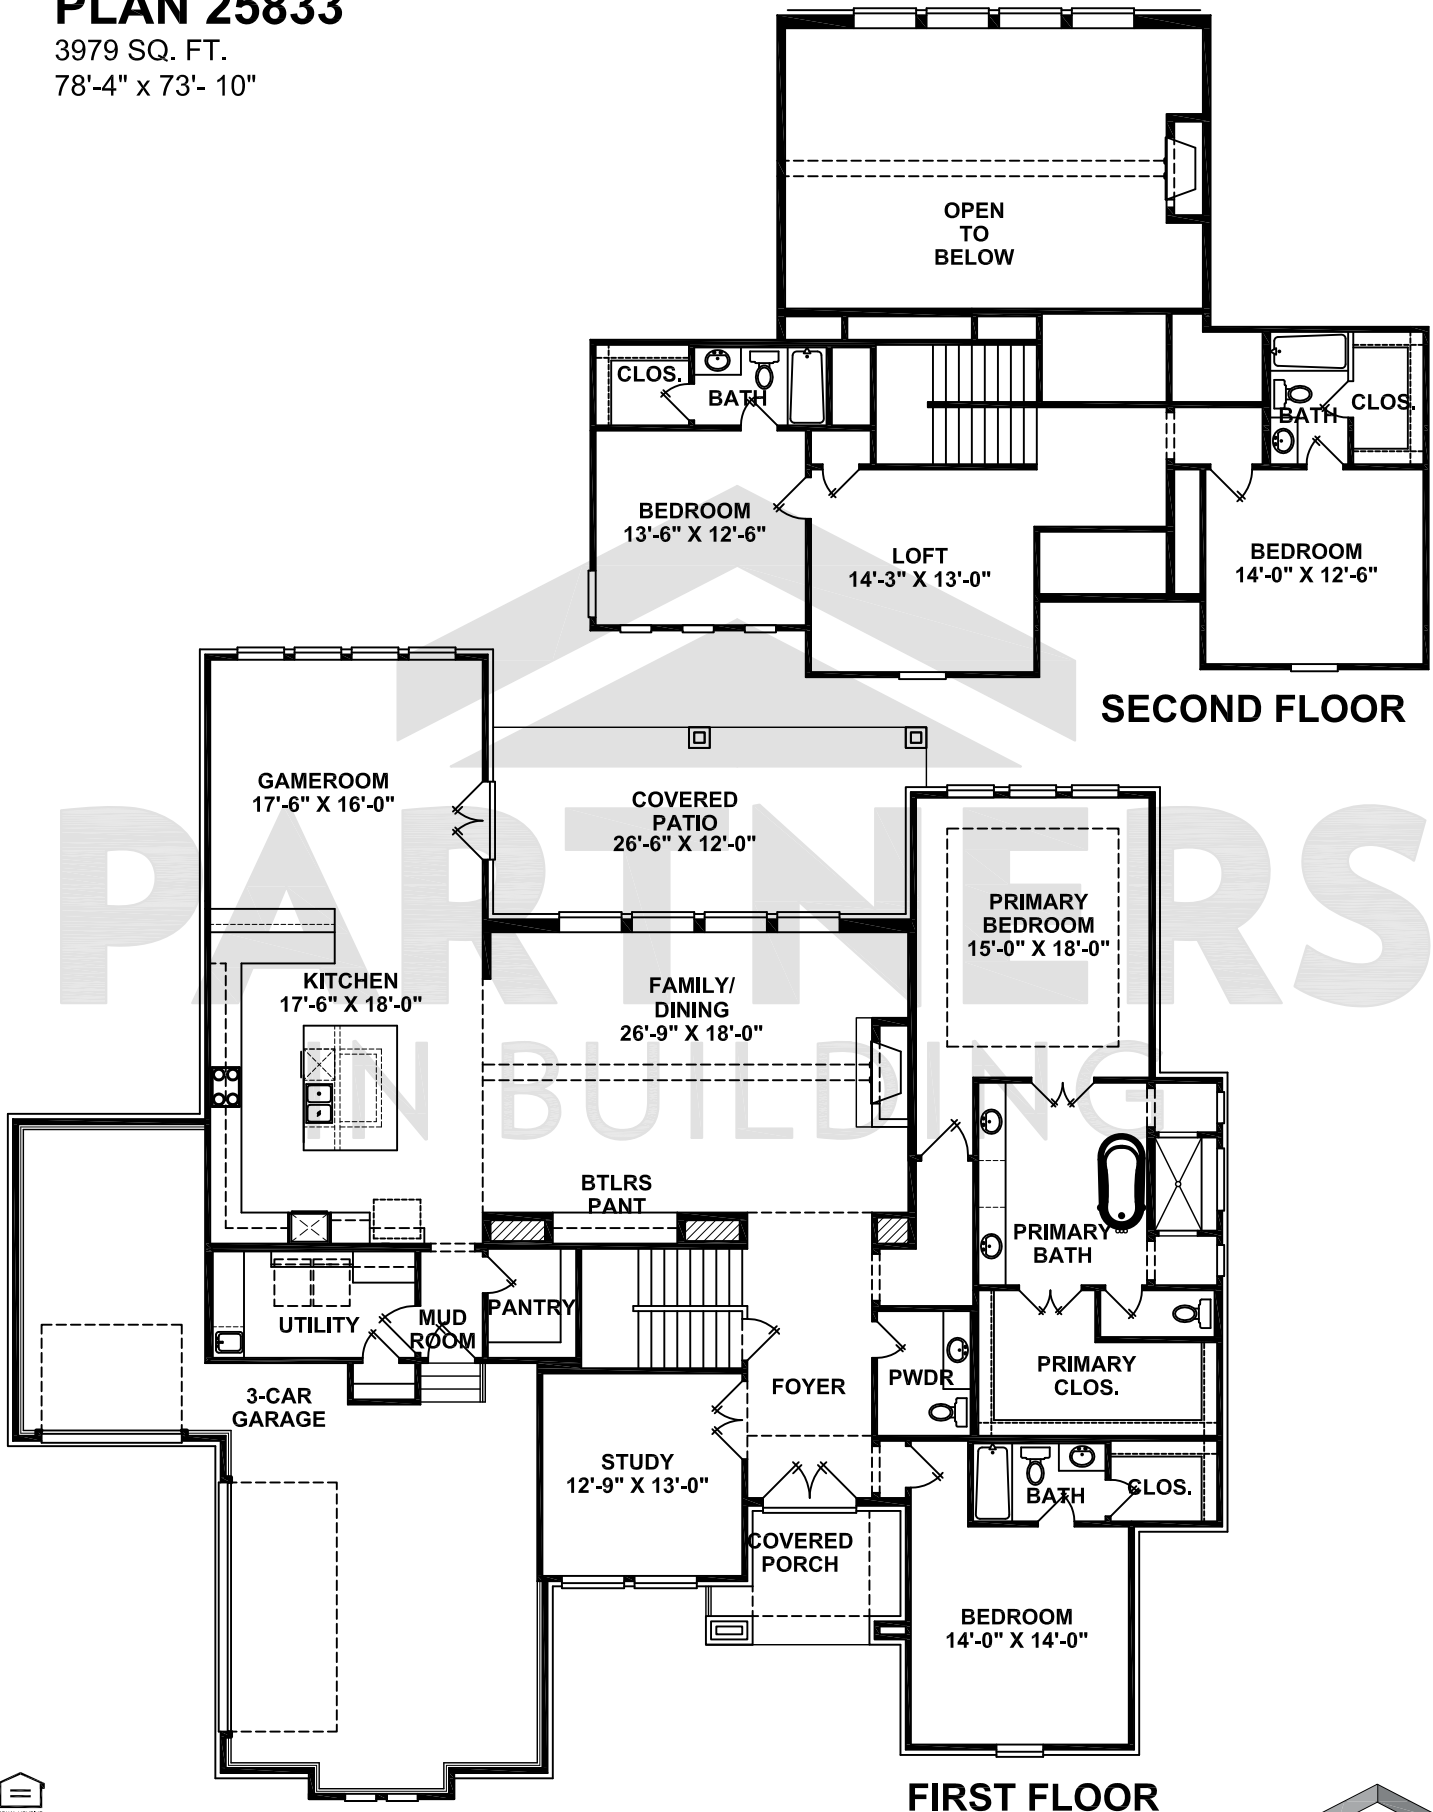 PLAN 25833
3979 SQ. FT.
78'-4" x 73'- 10"
OPEN
TO
BELOW
CLOS.
BATH
BATH
CLOS.
BEDROOM
13'-6" X 12'-6"
LOFT
14'-3" X 13'-0"
BEDROOM
14'-0" X 12'-6"
SECOND FLOOR
GAMEROOM
17'-6" X 16'-0"
COVERED
PATIO
26'-6" X 12'-0"
PARTNERS
IN BUILDING
PRIMARY
BEDROOM
15'-0" X 18'-0"
KITCHEN
17'-6" X 18'-0"
FAMILY/
DINING
26'-9" X 18'-0"
BTLRS
PANT
PRIMARY
BATH
UTILITY
MUD
ROOM
PANTRY
3-CAR
GARAGE
FOYER
PWDR
PRIMARY
CLOS.
STUDY
12'-9" X 13'-0"
BATH
CLOS.
COVERED
PORCH
BEDROOM
14'-0" X 14'-0"
FIRST FLOOR